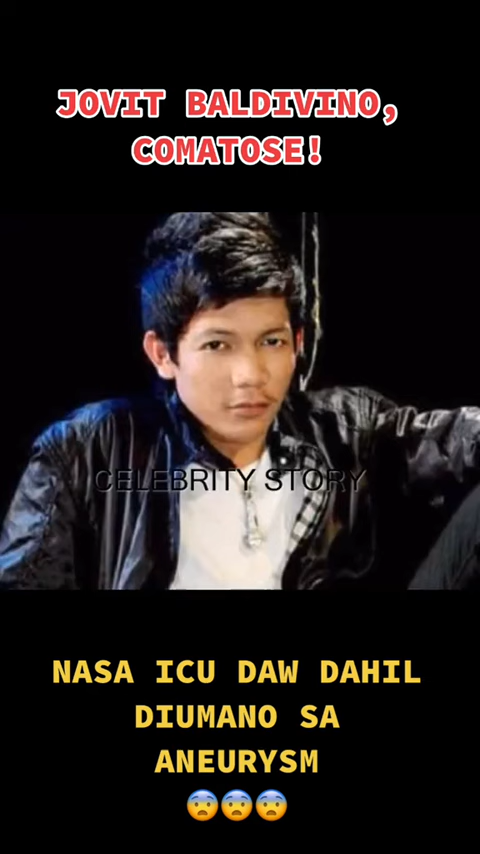 JOVIT BALDIVINO,
COMATOSE!
CELEBRITY STORY
NASA ICU DAW DAHIL
DIUMANO SA
ANEURYSM
😨😨😨